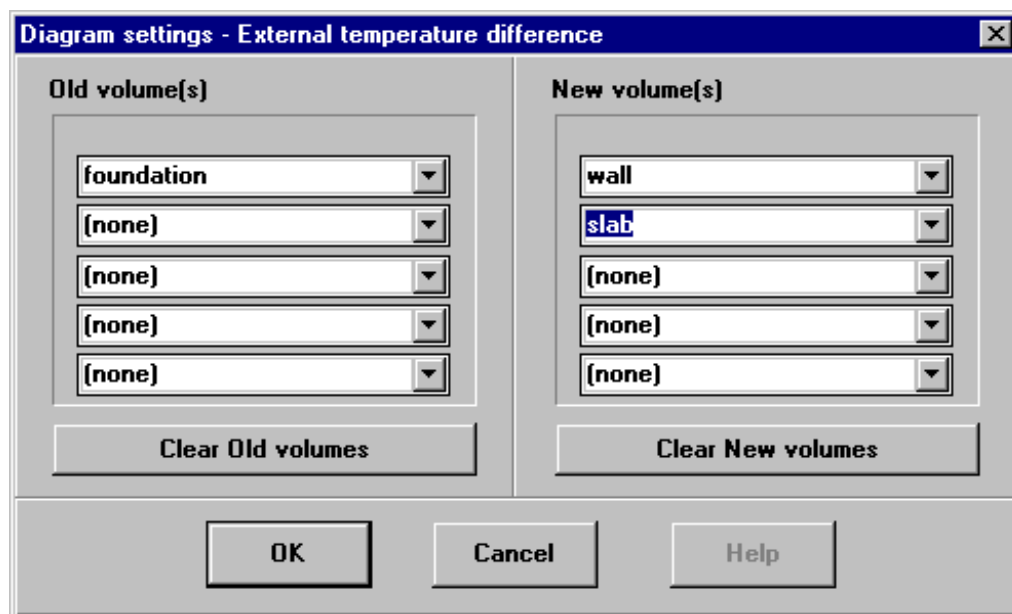 Diagram settings - External temperature difference
Old volume(s)
foundation
(none)
(none)
(none)
(none)
Clear Old volumes
New volume(s)
wall
slab
(none)
(none)
(none)
Clear New volumes
OK
Cancel
Help